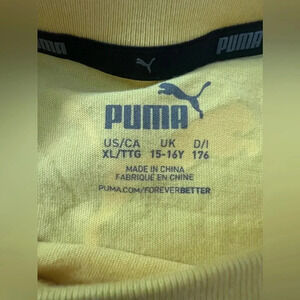 PUMA PUMA
PUMA
US/CA UK D/I
XL/TTG 15-16Y 176
MADE IN CHINA
FABRIQUÉ EN CHINE
PUMA.COM/FOREVERBETTER